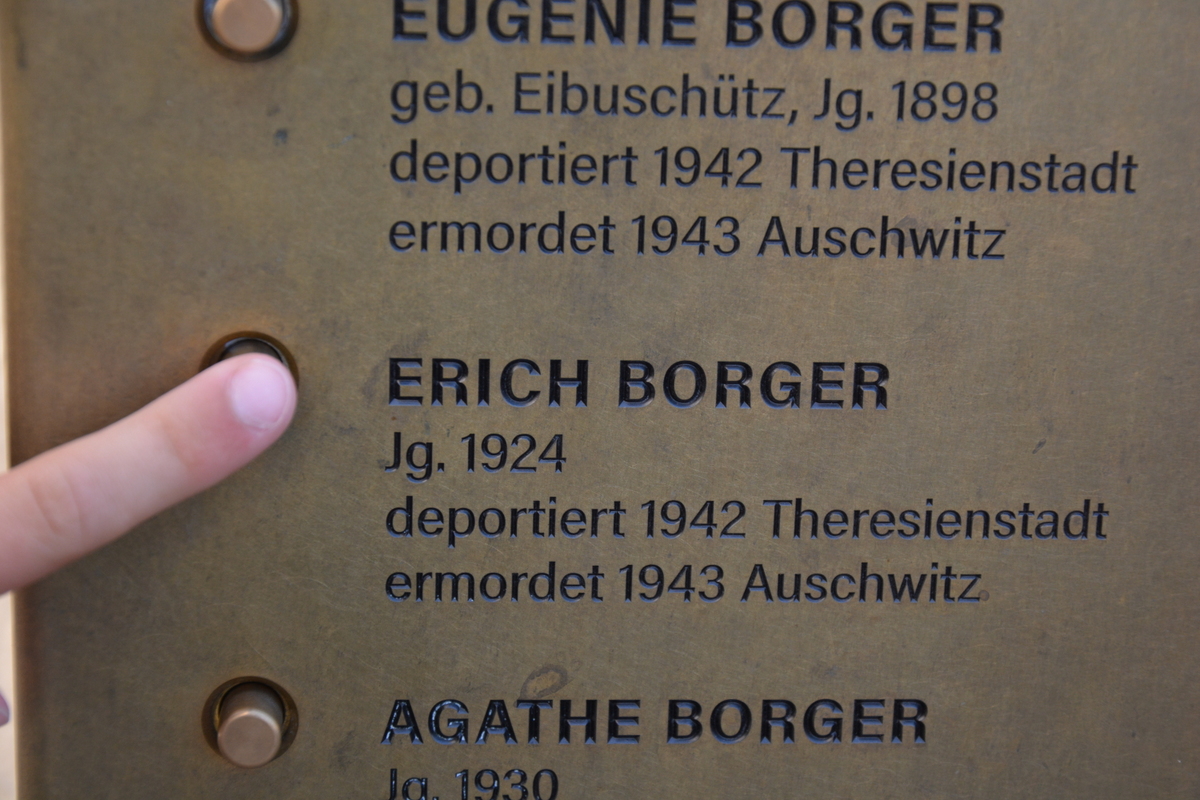 EUGENIE BORGER
geb. Eibuschütz, Jg. 1898
deportiert 1942 Theresienstadt
ermordet 1943 Auschwitz
ERICH BORGER
Jg. 1924
deportiert 1942 Theresienstadt
ermordet 1943 Auschwitz
AGATHE BORGER
Jg. 1930